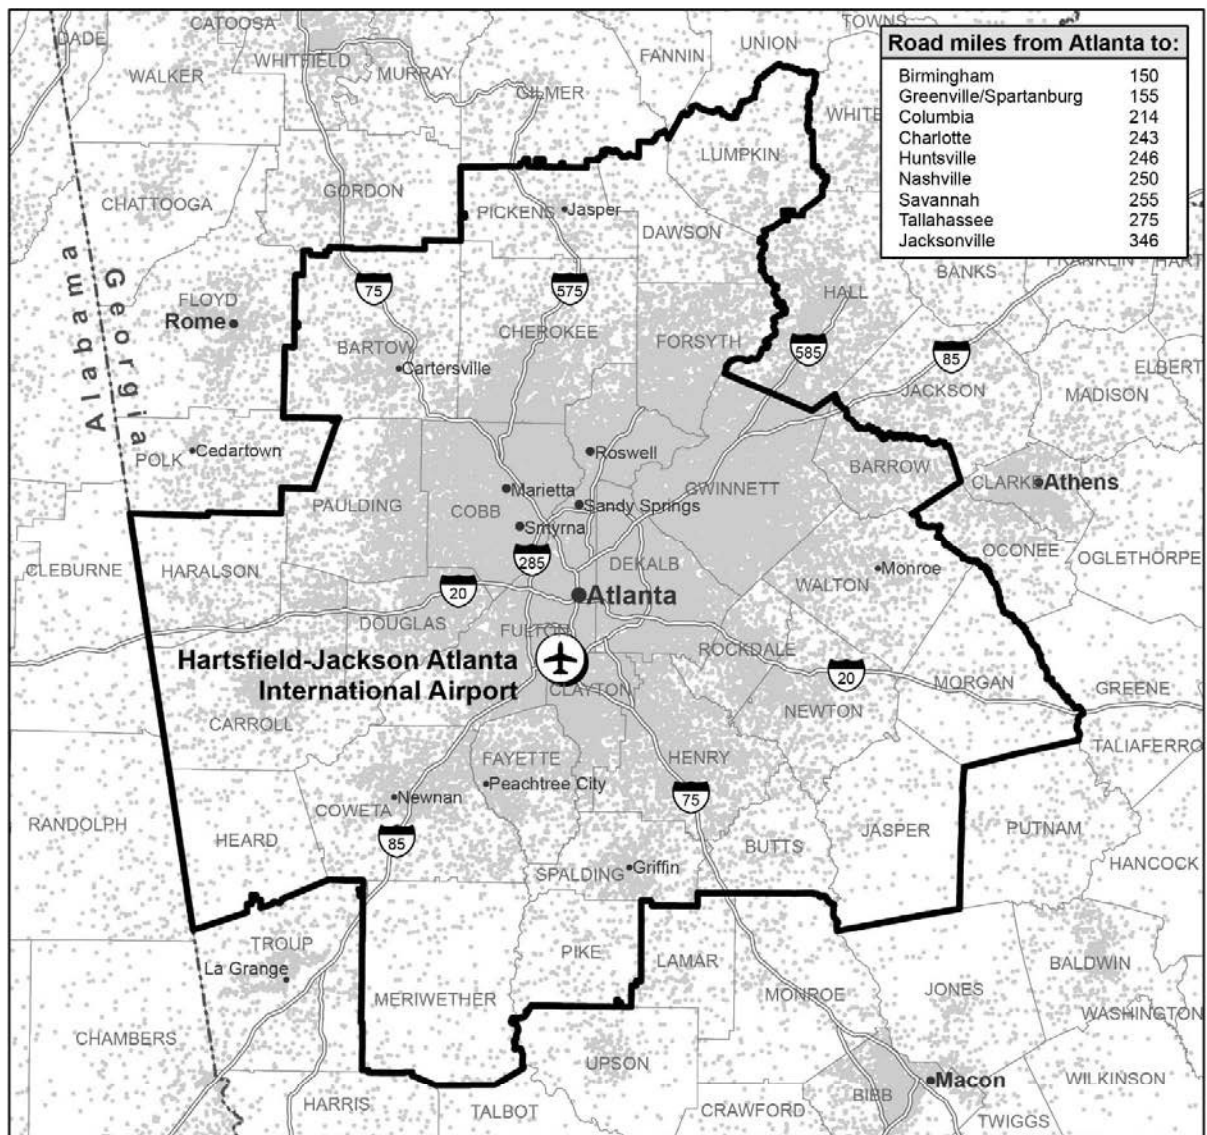 CATOOSA
TOWNS
DADE
UNION
FANNIN
WHITFIELD
WALKER
MURRAY
GILMER
Road miles from Atlanta to:
Birmingham 150
Greenville/Spartanburg 155
Columbia 214
Charlotte 243
Huntsville 246
Nashville 250
Savannah 255
Tallahassee 275
Jacksonville 346
WHITE
LUMPKIN
GORDON
CHATTOOGA
PICKENS
Jasper
DAWSON
FRANKLIN
HART
BANKS
Alabama
Georgia
75
575
HALL
FLOYD
Rome
CHEROKEE
FORSYTH
BARTOW
585
85
Cartersville
ELBERT
JACKSON
MADISON
Cedartown
POLK
Roswell
BARROW
Marietta
GWINNETT
CLARKE
Athens
PAULDING
COBB
Sandy Springs
Smyrna
285
DEKALB
OCONEE
OGLETHORPE
CLEBURNE
HARALSON
WALTON
Monroe
20
Atlanta
DOUGLAS
FULTON
ROCKDALE
Hartsfield-Jackson Atlanta
International Airport
20
MORGAN
GREENE
CLAYTON
NEWTON
CARROLL
TALIAFERRO
FAYETTE
HENRY
Peachtree City
Newnan
75
COWETA
RANDOLPH
HEARD
85
JASPER
PUTNAM
BUTTS
HANCOCK
Griffin
SPALDING
TROUP
PIKE
LAMAR
La Grange
BALDWIN
MERIWETHER
MONROE
JONES
WASHINGTON
CHAMBERS
UPSON
Macon
WILKINSON
BIBB
HARRIS
TALBOT
CRAWFORD
TWIGGS